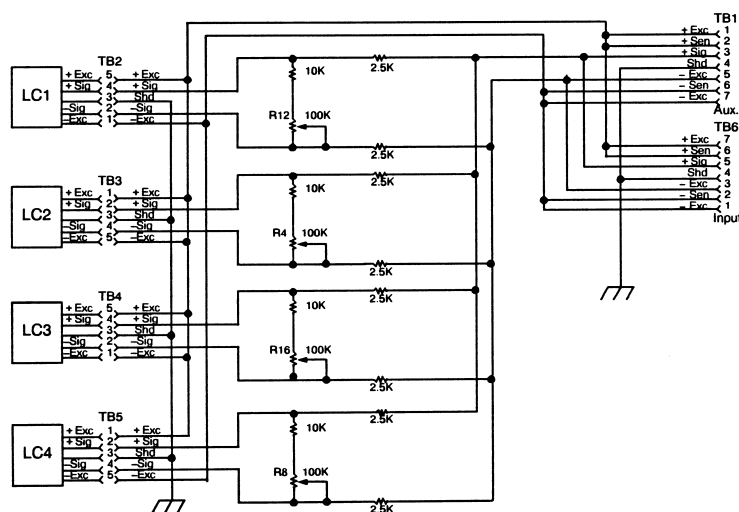 TB1
+ Exc 1
+ Sen 2
+ Sig 3
Shd 4
– Exc 5
– Sen 6
– Exc 7
Aux.
TB6
+ Exc 7
+ Sen 6
+ Sig 5
Shd 4
– Exc 3
– Sen 2
– Exc 1
Input
TB2
LC1
+ Exc 5 + Exc
+ Sig 4 + Sig
3 Shd
–Sig 2 –Sig
–Exc 1 –Exc
10K
2.5K
R12 100K
2.5K
TB3
LC2
+ Exc 1 + Exc
+ Sig 2 + Sig
3 Shd
–Sig 4 –Sig
–Exc 5 –Exc
10K
2.5K
R4 100K
2.5K
TB4
LC3
+ Exc 5 + Exc
+ Sig 4 + Sig
3 Shd
–Sig 2 –Sig
–Exc 1 –Exc
10K
2.5K
R16 100K
2.5K
TB5
LC4
+ Exc 1 + Exc
+ Sig 2 + Sig
3 Shd
–Sig 4 –Sig
–Exc 5 –Exc
10K
2.5K
R8 100K
2.5K